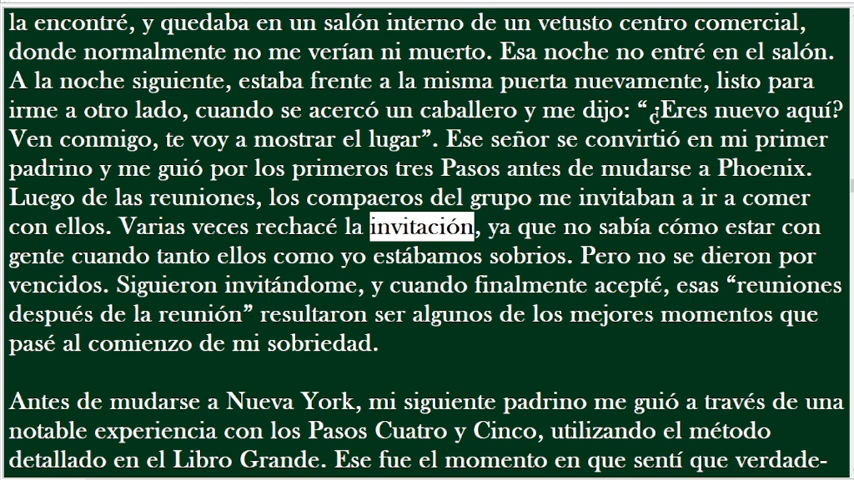 la encontré, y quedaba en un salón interno de un vetusto centro comercial,
donde normalmente no me verían ni muerto. Esa noche no entré en el salón.
A la noche siguiente, estaba frente a la misma puerta nuevamente, listo para
irme a otro lado, cuando se acercó un caballero y me dijo: “¿Eres nuevo aquí?
Ven conmigo, te voy a mostrar el lugar”. Ese señor se convirtió en mi primer
padrino y me guió por los primeros tres Pasos antes de mudarse a Phoenix.
Luego de las reuniones, los compaeros del grupo me invitaban a ir a comer
con ellos. Varias veces rechacé la invitación, ya que no sabía cómo estar con
gente cuando tanto ellos como yo estábamos sobrios. Pero no se dieron por
vencidos. Siguieron invitándome, y cuando finalmente acepté, esas “reuniones
después de la reunión” resultaron ser algunos de los mejores momentos que
pasé al comienzo de mi sobriedad.
Antes de mudarse a Nueva York, mi siguiente padrino me guió a través de una
notable experiencia con los Pasos Cuatro y Cinco, utilizando el método
detallado en el Libro Grande. Ese fue el momento en que sentí que verdade-